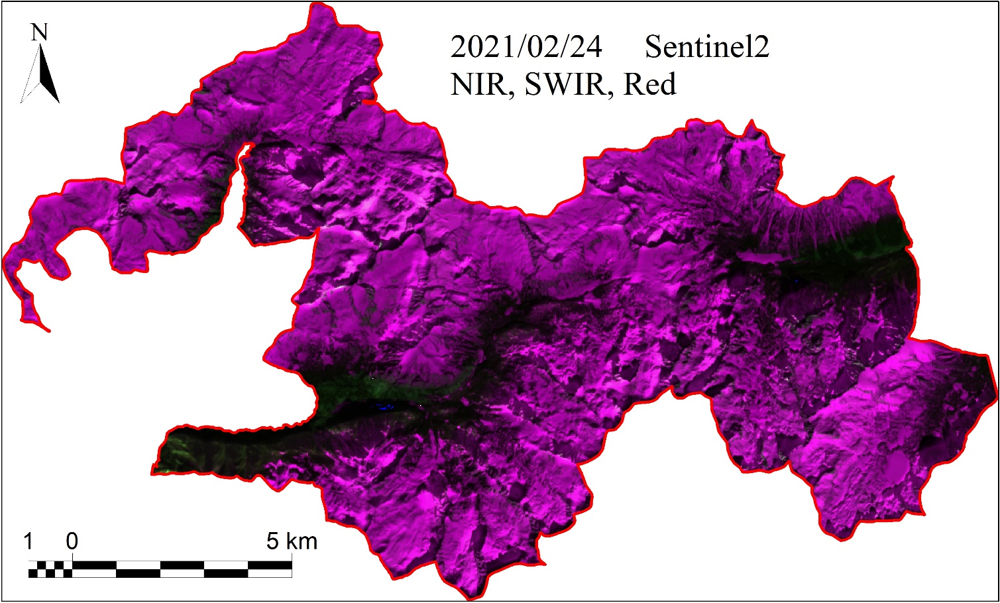 N
2021/02/24 Sentinel2
NIR, SWIR, Red
1 0 5 km